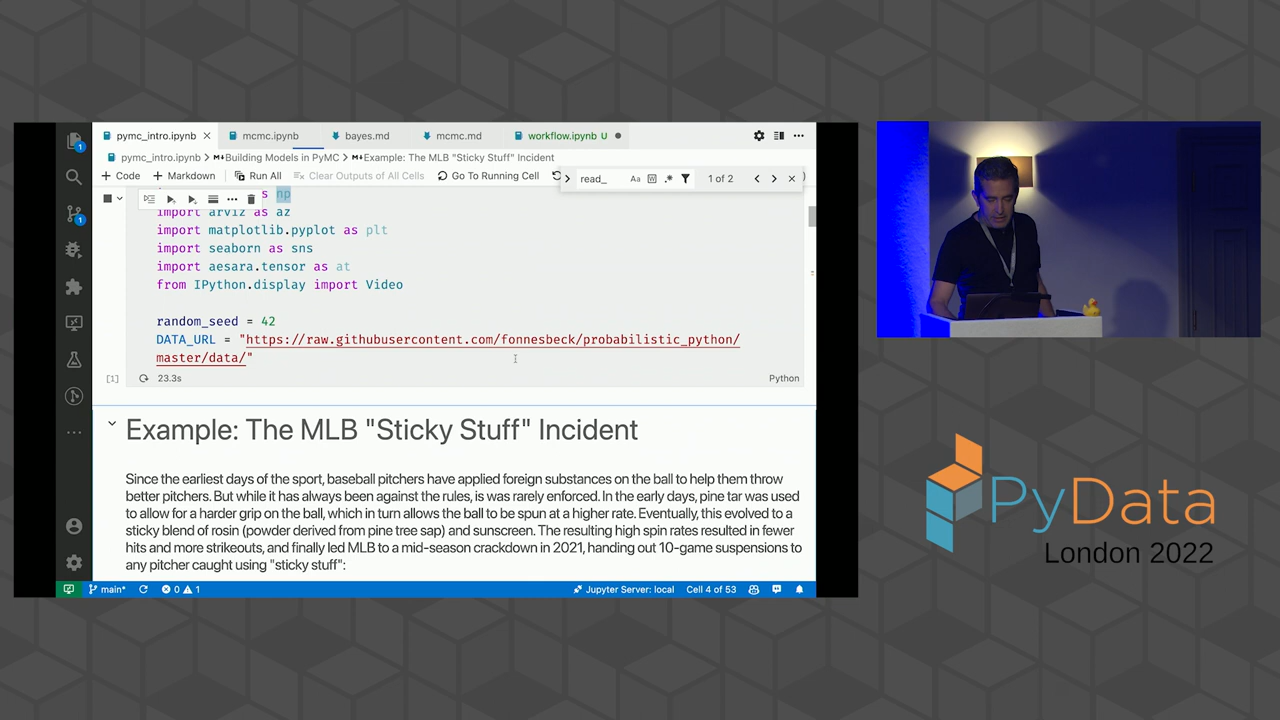 pymc_intro.ipynb
mcmc.ipynb
bayes.md
mcmc.md
workflow.ipynb U
pymc_intro.ipynb > M↓Building Models in PyMC > M↓Example: The MLB "Sticky Stuff" Incident
+ Code + Markdown Run All Clear Outputs of All Cells Go To Running Cell
read_ Aa .* 1 of 2
s np
import arviz as az
import matplotlib.pyplot as plt
import seaborn as sns
import aesara.tensor as at
from IPython.display import Video
random_seed = 42
DATA_URL = "https://raw.githubusercontent.com/fonnesbeck/probabilistic_python/
master/data/"
[1] 23.3s Python
Example: The MLB "Sticky Stuff" Incident
Since the earliest days of the sport, baseball pitchers have applied foreign substances on the ball to help them throw
better pitchers. But while it has always been against the rules, is was rarely enforced. In the early days, pine tar was used
to allow for a harder grip on the ball, which in turn allows the ball to be spun at a higher rate. Eventually, this evolved to a
sticky blend of rosin (powder derived from pine tree sap) and sunscreen. The resulting high spin rates resulted in fewer
hits and more strikeouts, and finally led MLB to a mid-season crackdown in 2021, handing out 10-game suspensions to
any pitcher caught using "sticky stuff":
main* 0 1 Jupyter Server: local Cell 4 of 53
PyData
London 2022